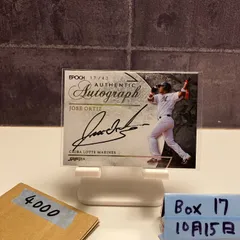 EPOCH
AUTHENTIC
Autograph
JOSE ORTIZ
CHIBA LOTTE MARINES
4000
Box 17
10月15日